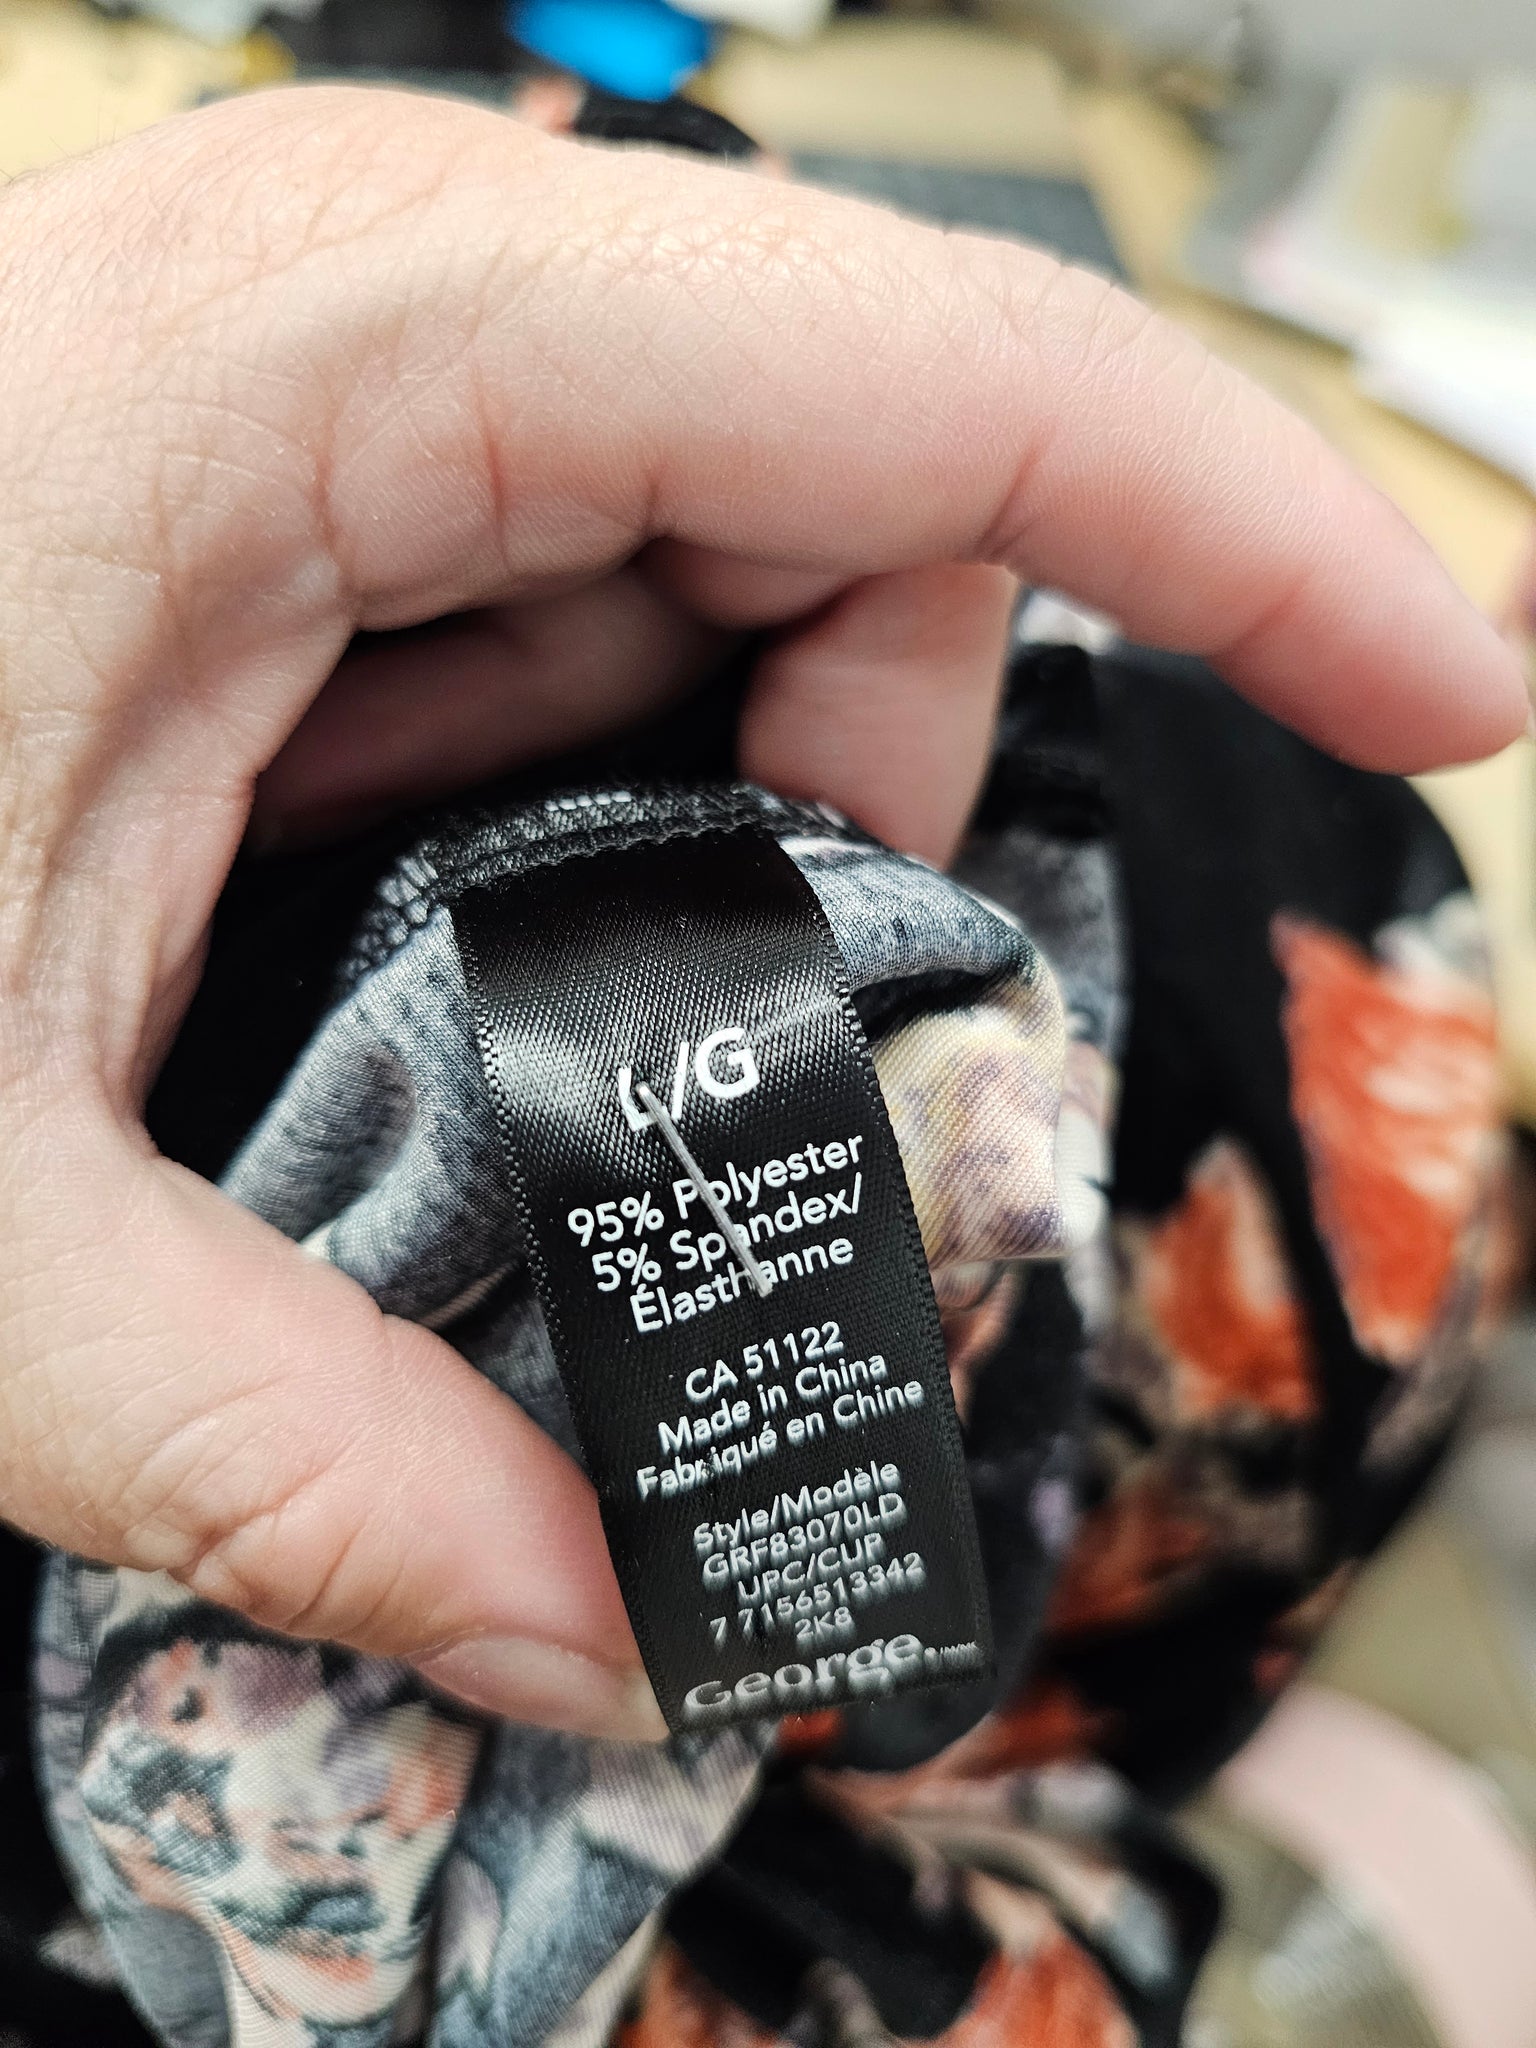 L/G
95% Polyester
5% Spandex/
Élasthanne
CA 51122
Made in China
Fabriqué en Chine
Style/Modèle
GRF83070LD
UPC/CUP
7 7156513342
2K8
George.